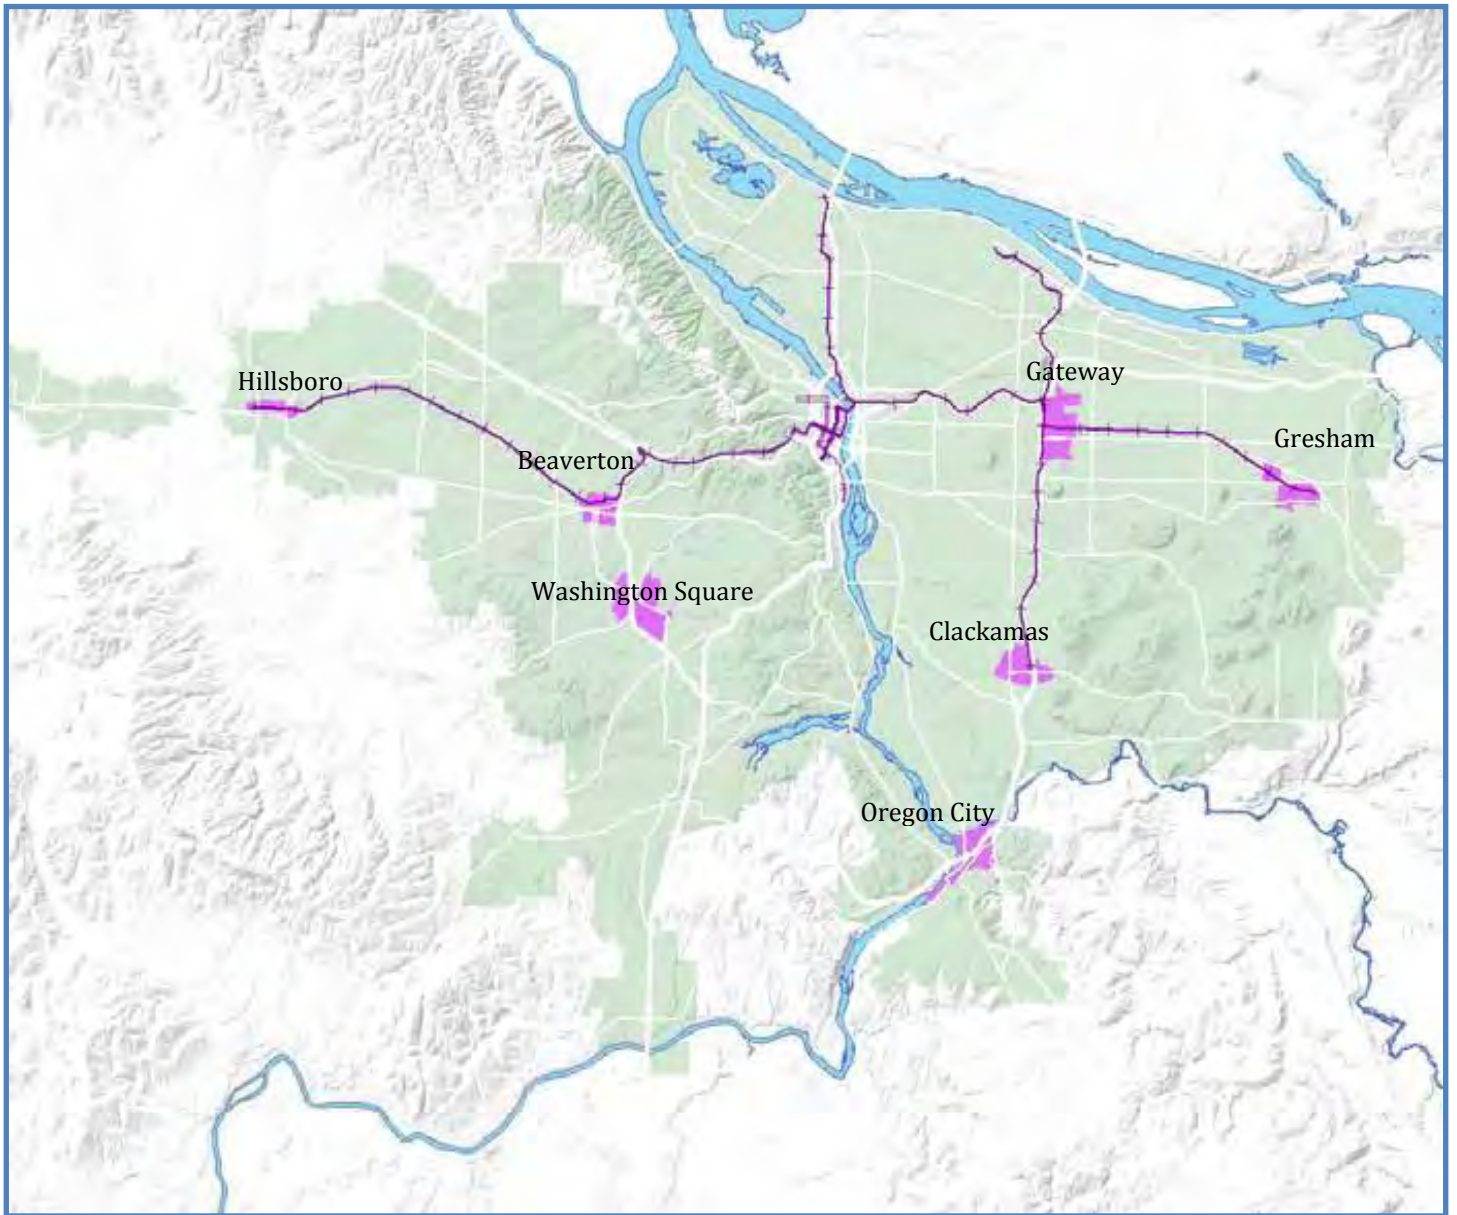 Gateway
Hillsboro
Gresham
Beaverton
Washington Square
Clackamas
Oregon City